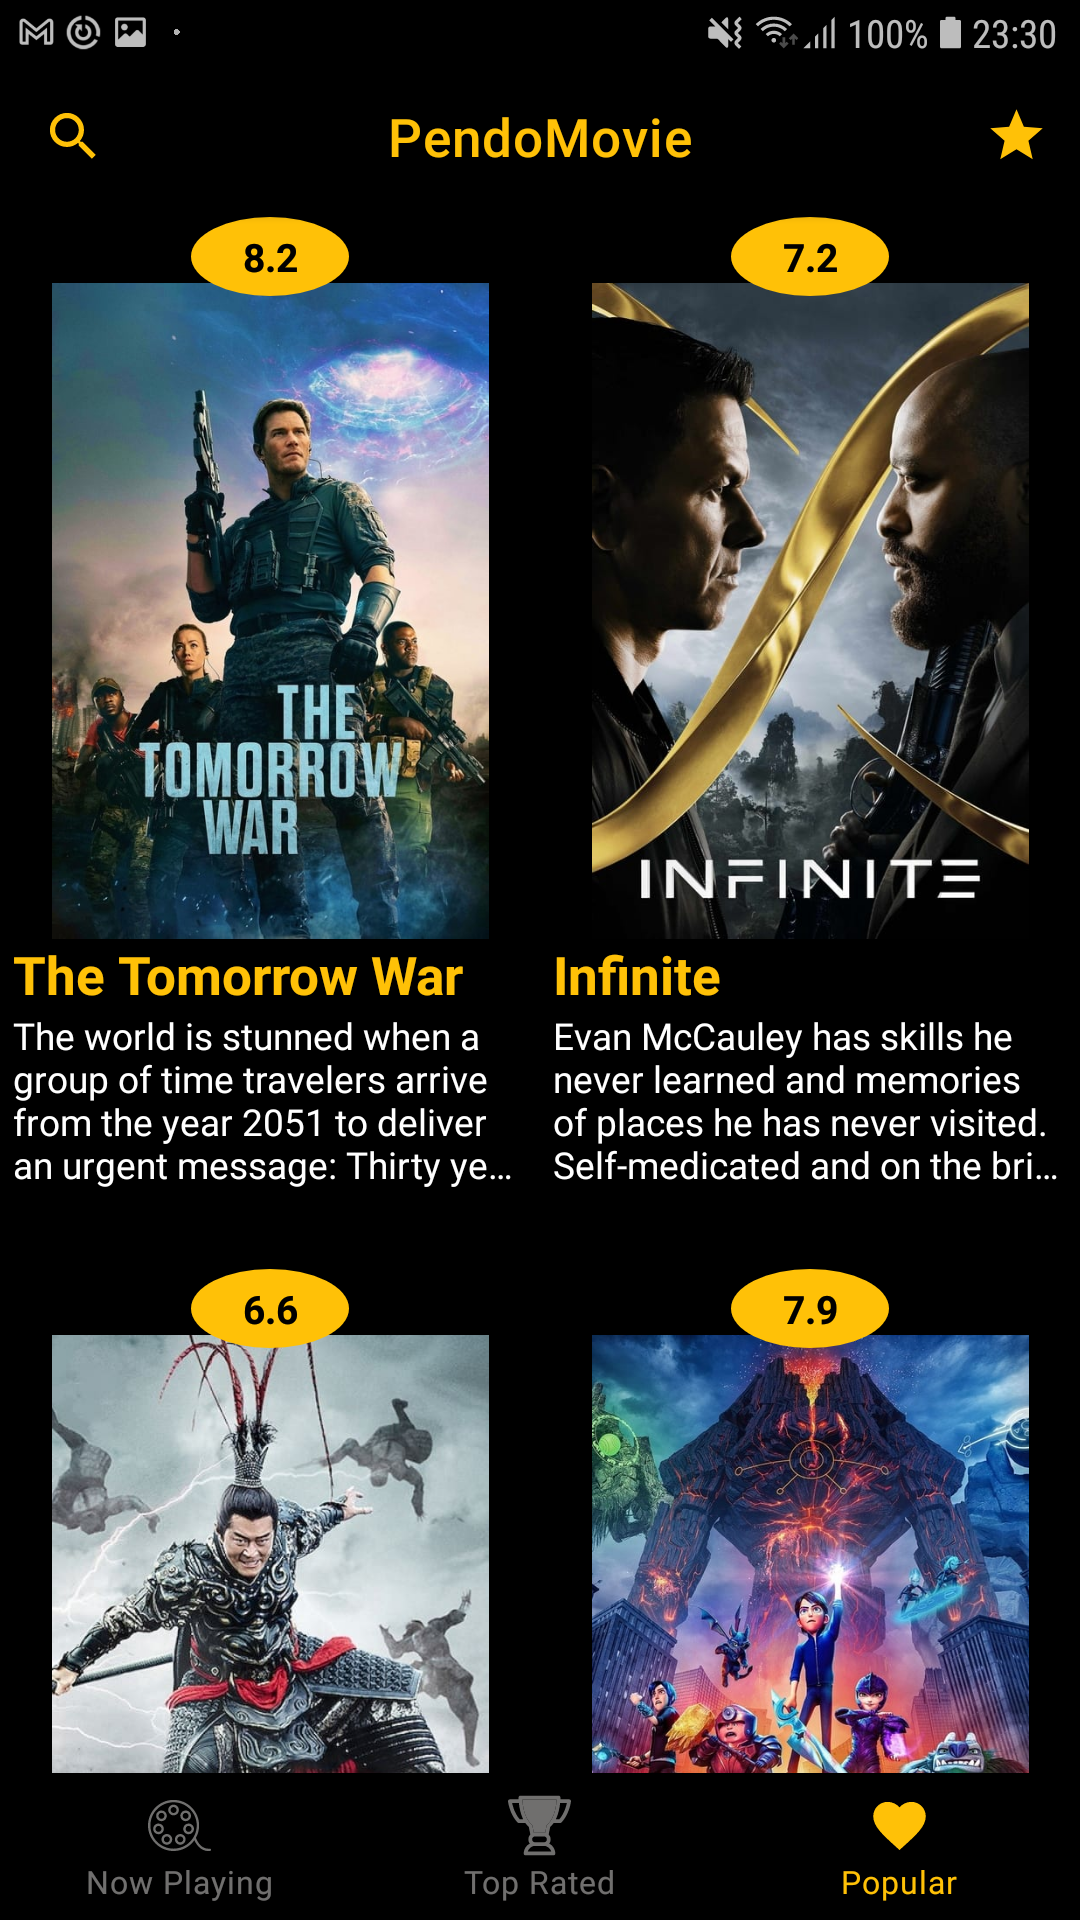 100% 23:30
PendoMovie
8.2
7.2
THE
TOMORROW
WAR
INFINITE
The Tomorrow War
The world is stunned when a
group of time travelers arrive
from the year 2051 to deliver
an urgent message: Thirty ye...
Infinite
Evan McCauley has skills he
never learned and memories
of places he has never visited.
Self-medicated and on the bri...
6.6
7.9
Now Playing
Top Rated
Popular